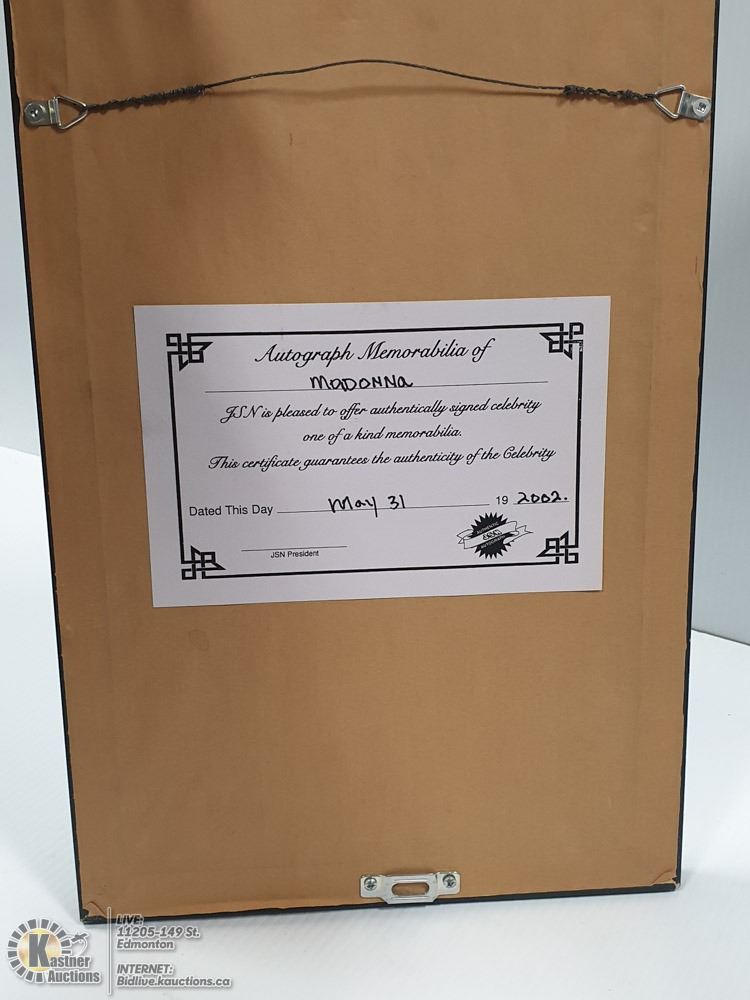 Autograph Memorabilia of
MADONNA
JSN is pleased to offer authentically signed celebrity
one of a kind memorabilia.
This certificate guarantees the authenticity of the Celebrity
Dated This Day May 31 19 2002.
JSN President
AUTHENTIC
Kastner
Auctions
LIVE:
11205-149 St.
Edmonton
INTERNET:
Bidlive.kauctions.ca